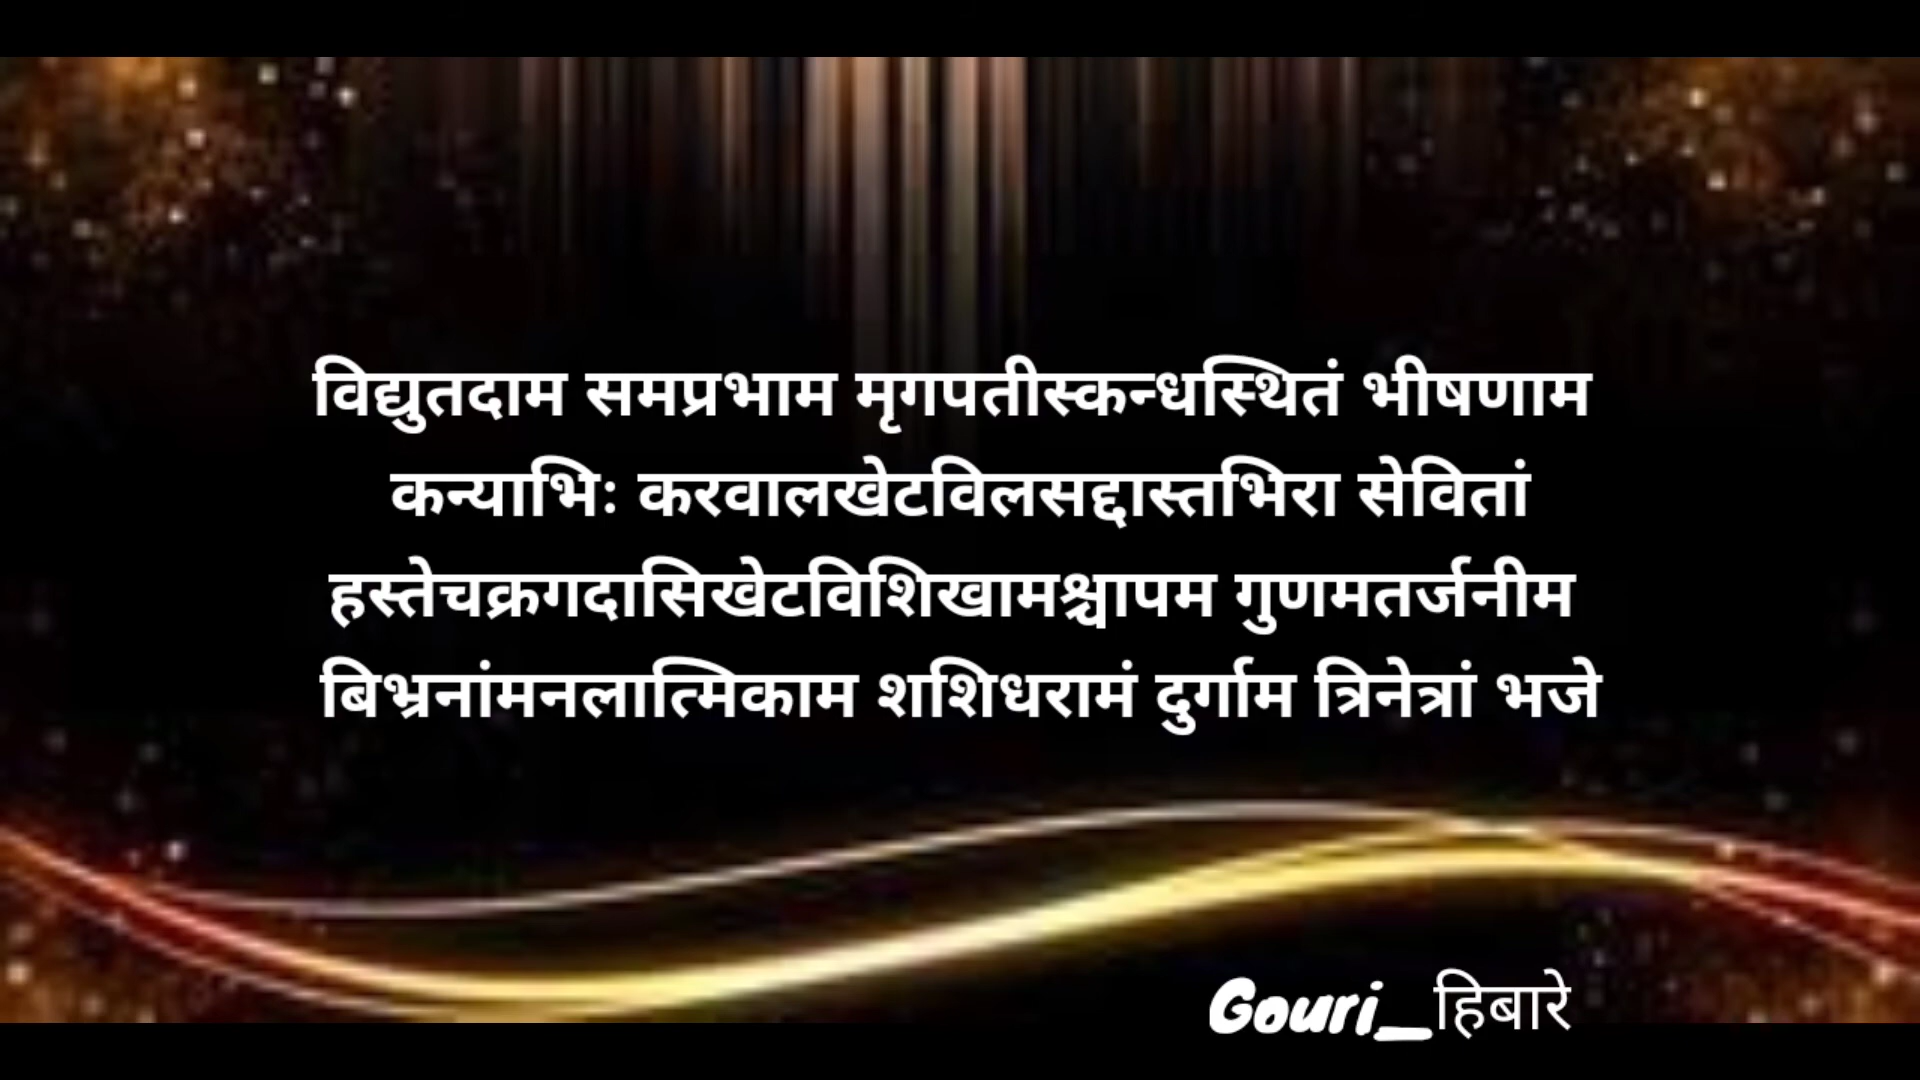 विद्युतदाम समप्रभाम मृगपतीस्कन्धस्थितं भीषणाम
कन्याभिः करवालखेटविलसद्दास्तभिरा सेवितां
हस्तेचक्रगदासिखेटविशिखामश्चापम गुणमतर्जनीम
बिभ्रनांमनलात्मिकाम शशिधरामं दुर्गाम त्रिनेत्रां भजे
Gouri_हिबारे